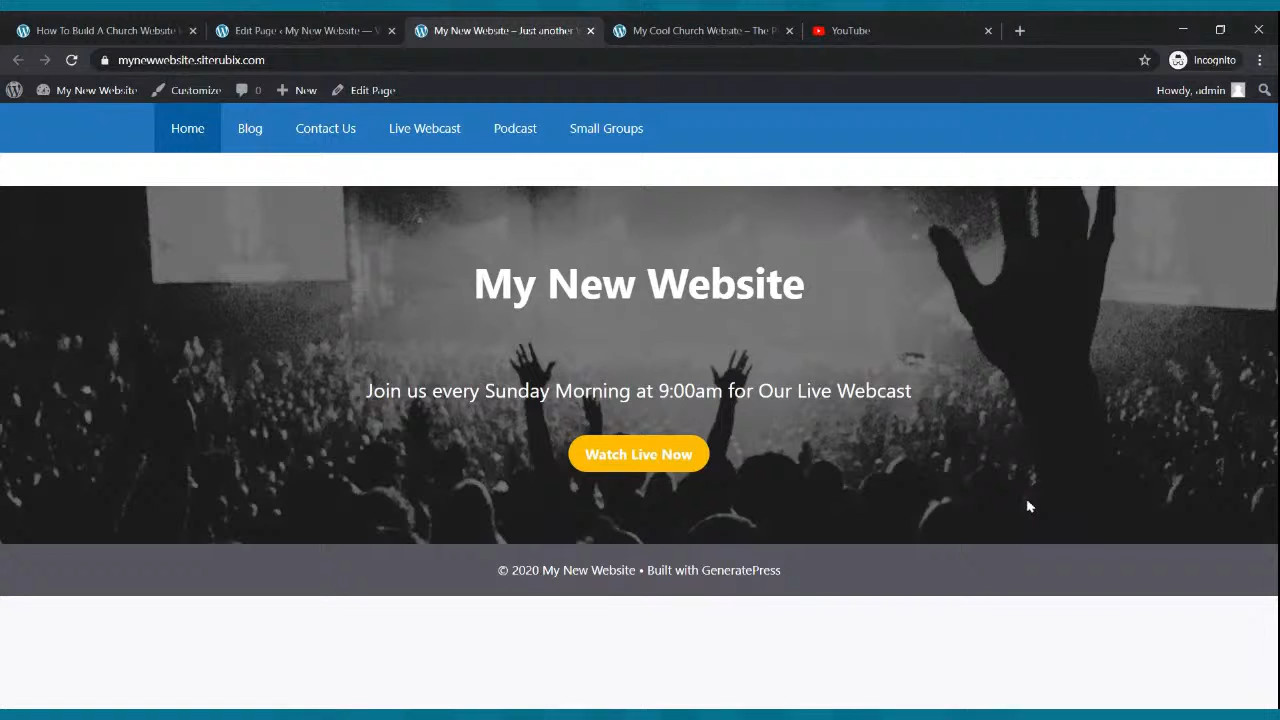 How To Build A Church Website
Edit Page ‹ My New Website —
My New Website – Just another
My Cool Church Website – The
YouTube
mynewwebsite.siterubix.com
Incognito
My New Website
Customize
0
New
Edit Page
Howdy, admin
Home
Blog
Contact Us
Live Webcast
Podcast
Small Groups
My New Website
Join us every Sunday Morning at 9:00am for Our Live Webcast
Watch Live Now
© 2020 My New Website • Built with GeneratePress